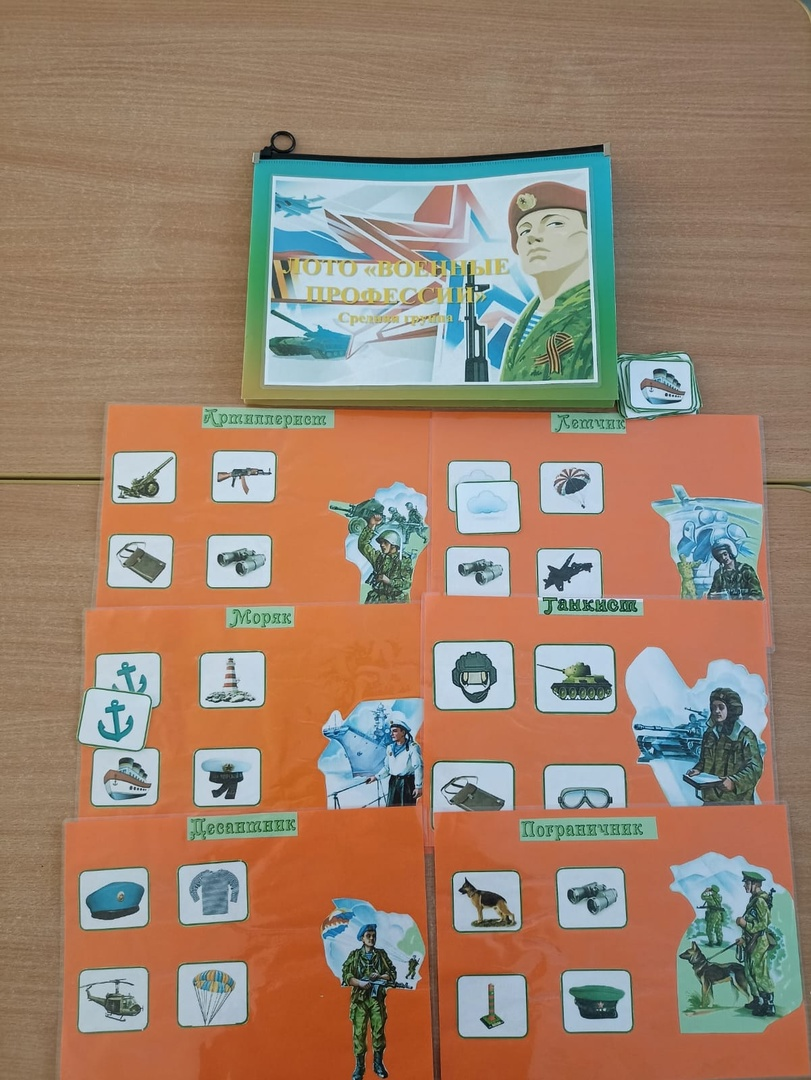 ЛОТО «ВОЕННЫЕ
ПРОФЕССИИ»
Средняя группа
Артиллерист
Летчик
Моряк
Танкист
Десантник
Пограничник